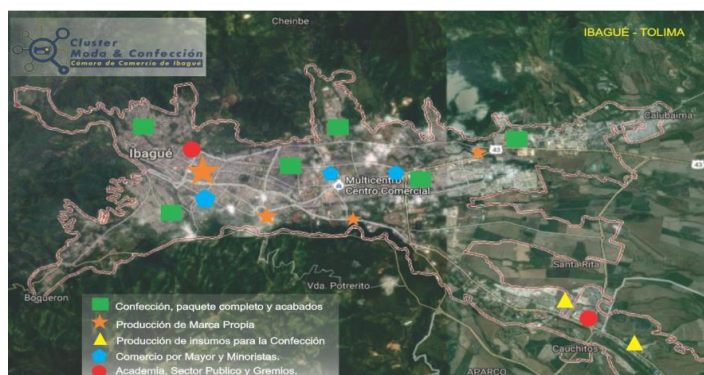 Cluster
Moda & Confección
Cámara de Comercio de Ibagué
Cheinbe
IBAGUÉ - TOLIMA
Calubaima
Ibagué
43
43
Multicentro
Centro Comercial
Santa Rita
Boqueron
Vda. Potrerito
Cauchitos
APARCO
Confección, paquete completo y acabados
Producción de Marca Propia
Producción de insumos para la Confección
Comercio por Mayor y Minoristas.
Academia, Sector Publico y Gremios.